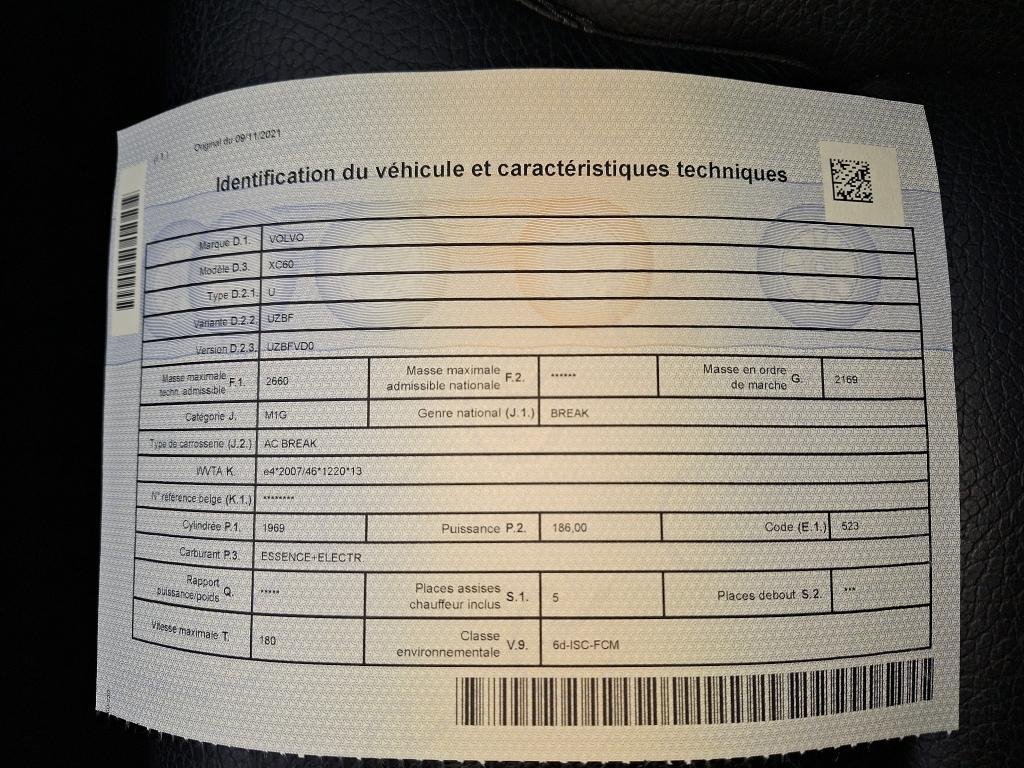 (I.1.) Original du 09/11/2021
Identification du véhicule et caractéristiques techniques
Marque D.1. VOLVO
Modèle D.3. XC60
Type D.2.1. U
Variante D.2.2. UZBF
Version D.2.3. UZBFVD0
Masse maximale
techn. admissible F.1. 2660
Masse maximale
admissible nationale F.2. ******
Masse en ordre
de marche G. 2169
Catégorie J. M1G Genre national (J.1.) BREAK
Type de carrosserie (J.2.) AC BREAK
WVTA K. e4*2007/46*1220*13
N° référence belge (K.1.) ********
Cylindrée P.1. 1969 Puissance P.2. 186,00 Code (E.1.) 523
Carburant P.3. ESSENCE+ELECTR
Rapport
puissance/poids Q. *****
Places assises
chauffeur inclus S.1. 5
Places debout S.2. ***
Vitesse maximale T. 180
Classe
environnementale V.9. 6d-ISC-FCM